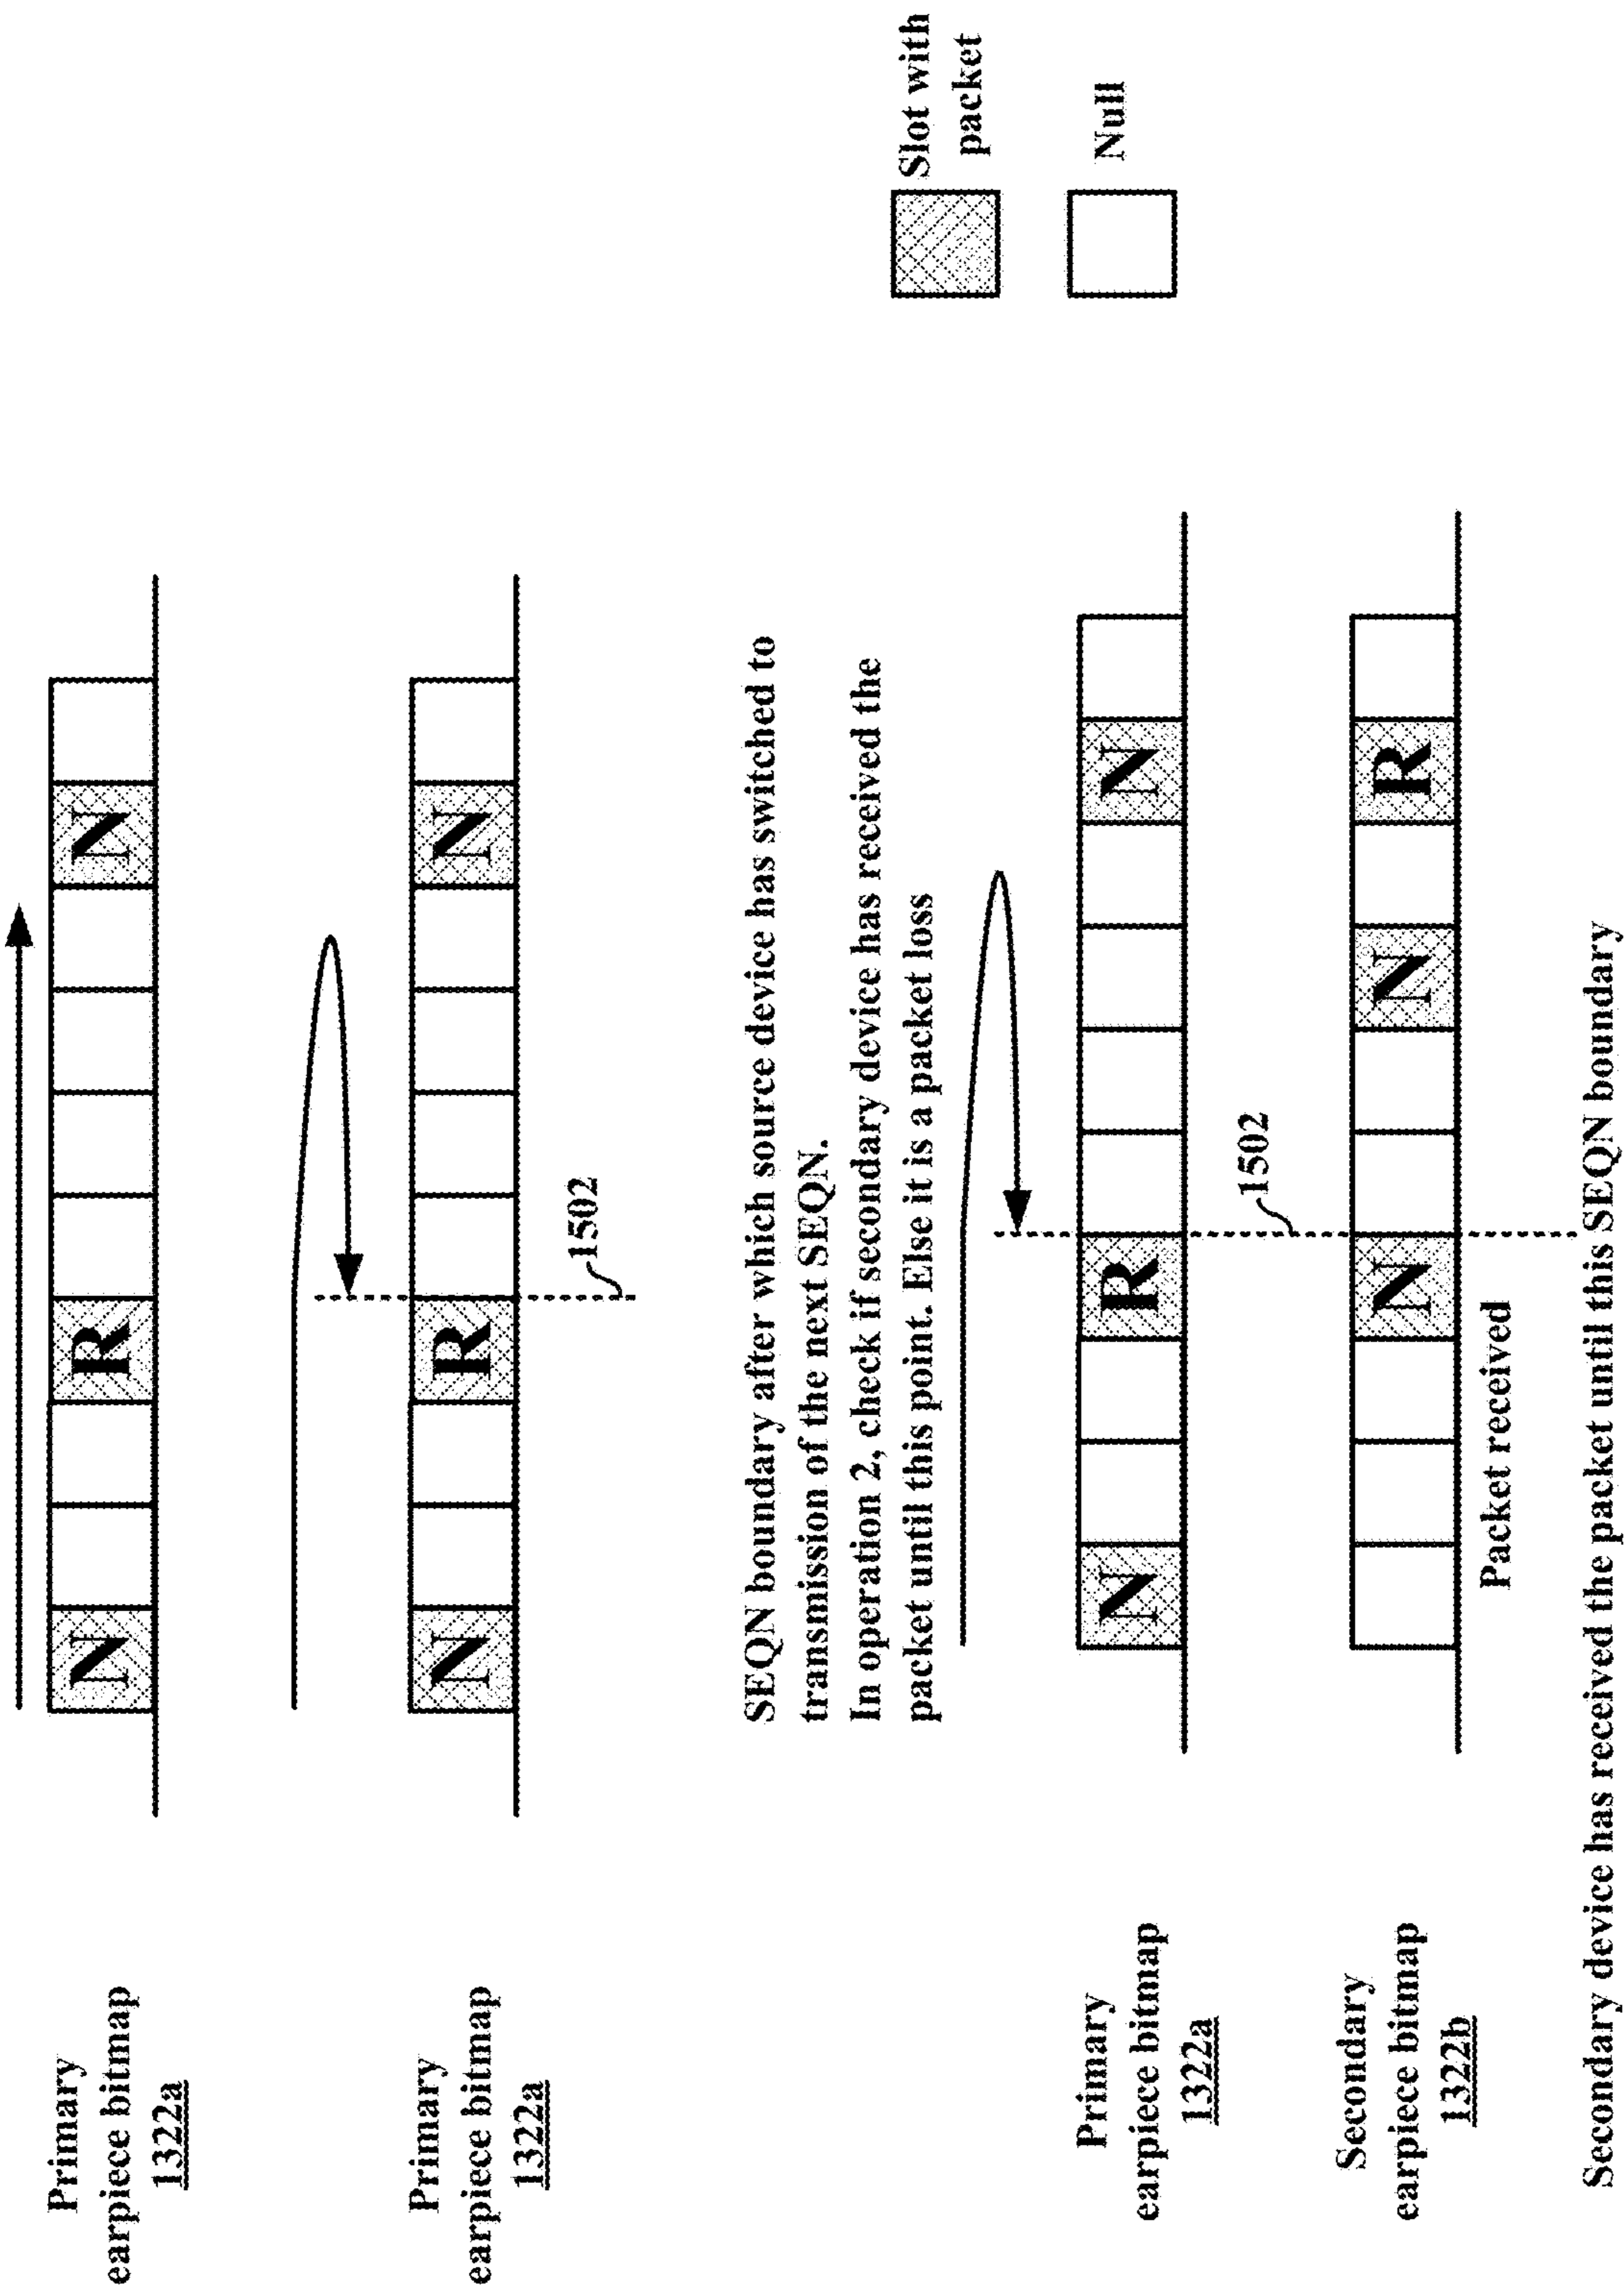 Primary
earpiece bitmap
1322a
N R N
Primary
earpiece bitmap
1322a
N R N
1502
SEQN boundary after which source device has switched to
transmission of the next SEQN.
In operation 2, check if secondary device has received the
packet until this point. Else it is a packet loss
Slot with
packet
Null
Primary
earpiece bitmap
1322a
N R N
1502
Secondary
earpiece bitmap
1322b
N N R
Packet received
Secondary device has received the packet until this SEQN boundary